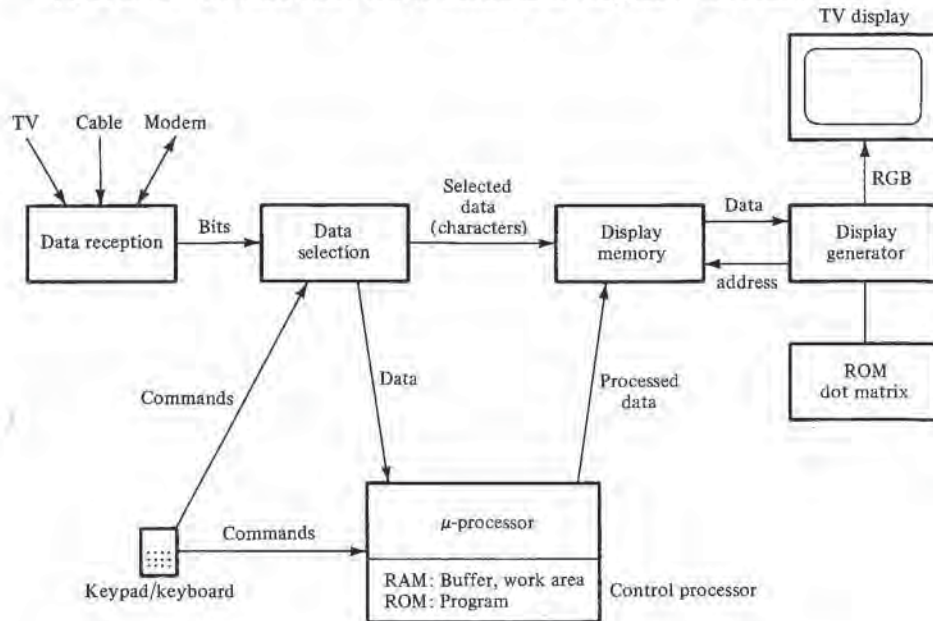 TV display
TV
Cable
Modem
RGB
Data reception
Bits
Data
selection
Selected
data
(characters)
Display
memory
Data
address
Display
generator
ROM
dot matrix
Commands
Data
Processed
data
Keypad/keyboard
Commands
μ-processor
RAM: Buffer, work area
ROM: Program
Control processor